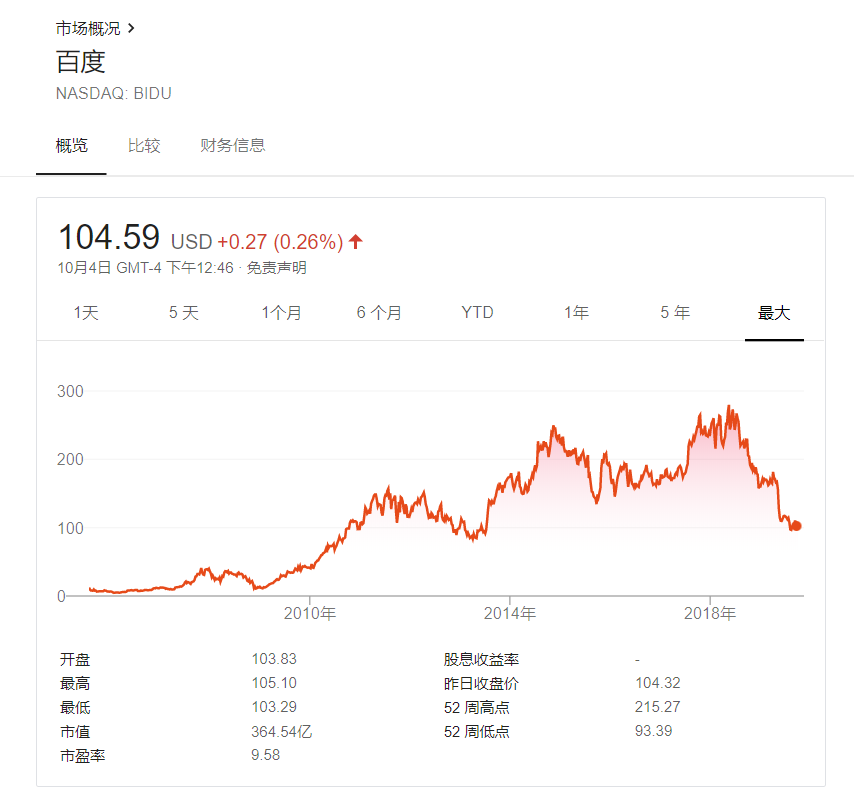 市场概况 >
百度
NASDAQ: BIDU
概览 比较 财务信息
104.59 USD +0.27 (0.26%) ↑
10月4日 GMT-4 下午12:46 · 免责声明
1天 5 天 1个月 6 个月 YTD 1年 5 年 最大
300
200
100
0
2010年 2014年 2018年
开盘 103.83 股息收益率 -
最高 105.10 昨日收盘价 104.32
最低 103.29 52 周高点 215.27
市值 364.54亿 52 周低点 93.39
市盈率 9.58